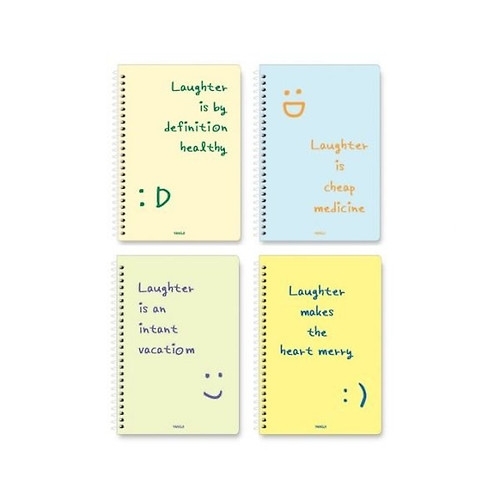 Laughter
is by
definition
healthy
:D
Laughter
is
cheap
medicine
Laughter
is an
intant
vacatiom
Laughter
makes
the
heart merry
:)